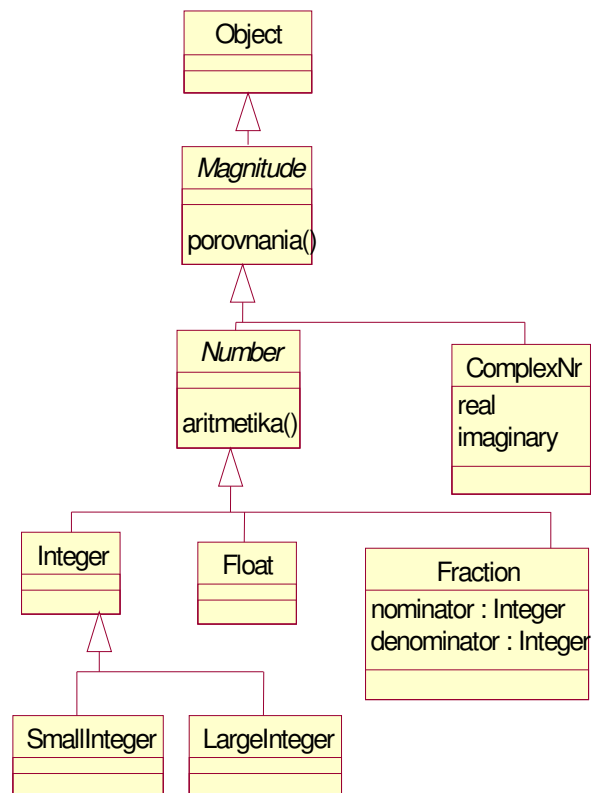 Object
Magnitude
porovnania()
Number
aritmetika()
ComplexNr
real
imaginary
Integer
Float
Fraction
nominator : Integer
denominator : Integer
SmallInteger
LargeInteger